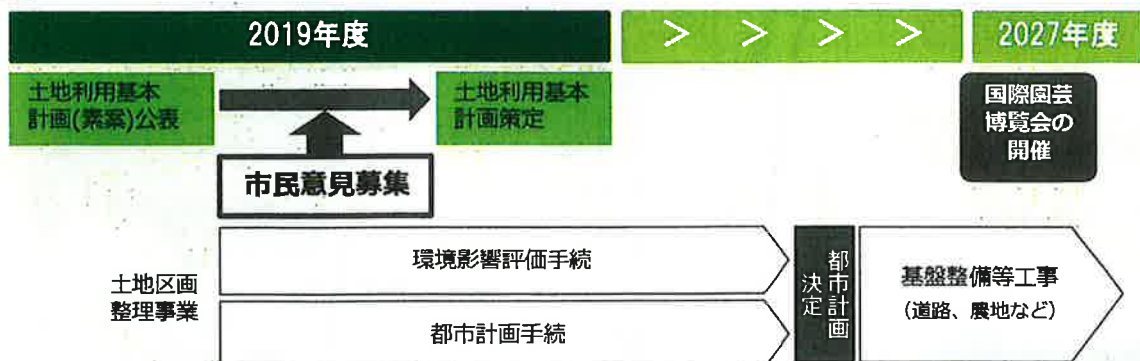 2019年度
> > > >
2027年度
土地利用基本
計画(素案)公表
土地利用基本
計画策定
国際園芸
博覧会の
開催
市民意見募集
土地区画
整理事業
環境影響評価手続
都市計画手続
都市計画
決定
基盤整備等工事
(道路、農地など)